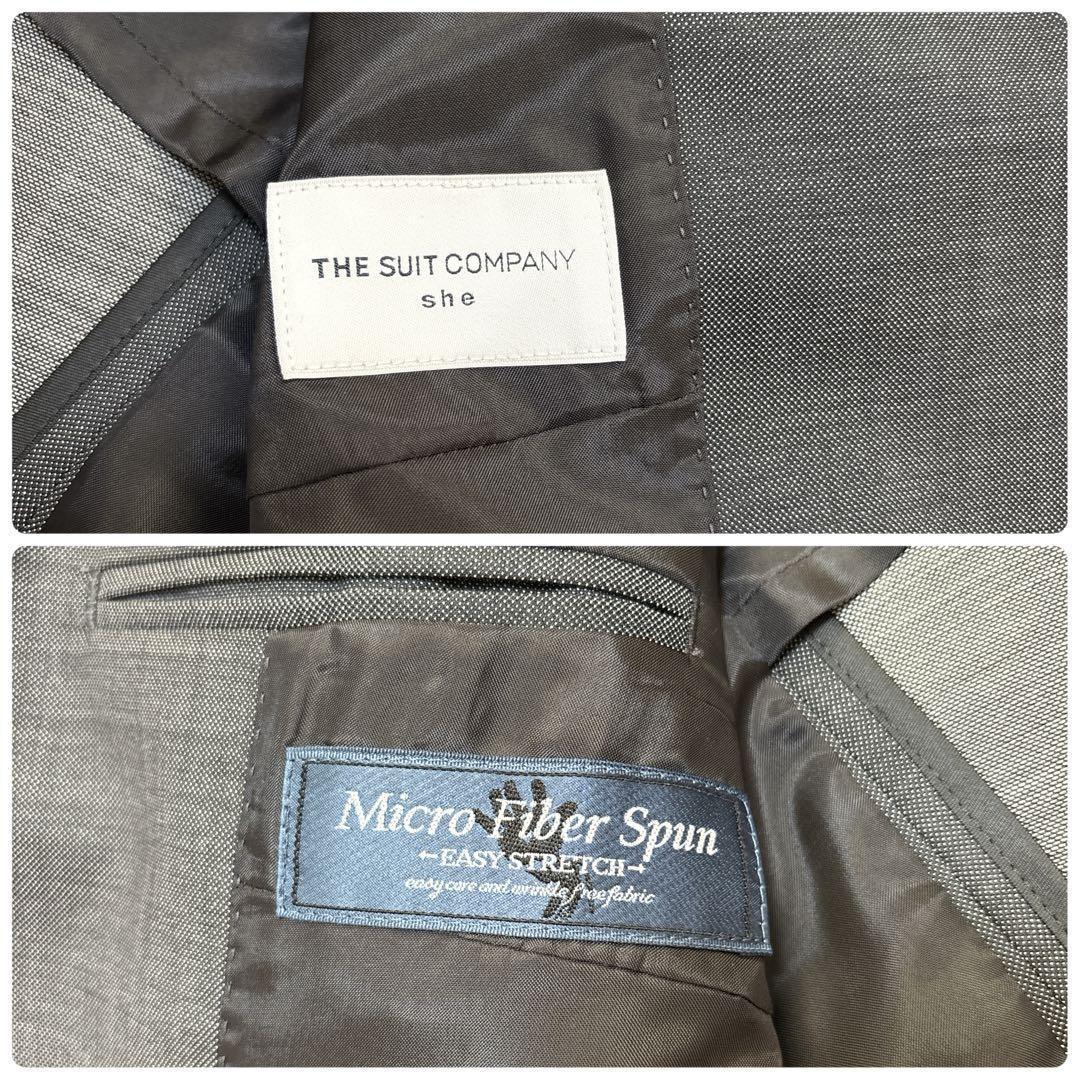 THE SUIT COMPANY
she
Micro Fiber Spun
←EASY STRETCH→
easy care and wrinkle free fabric